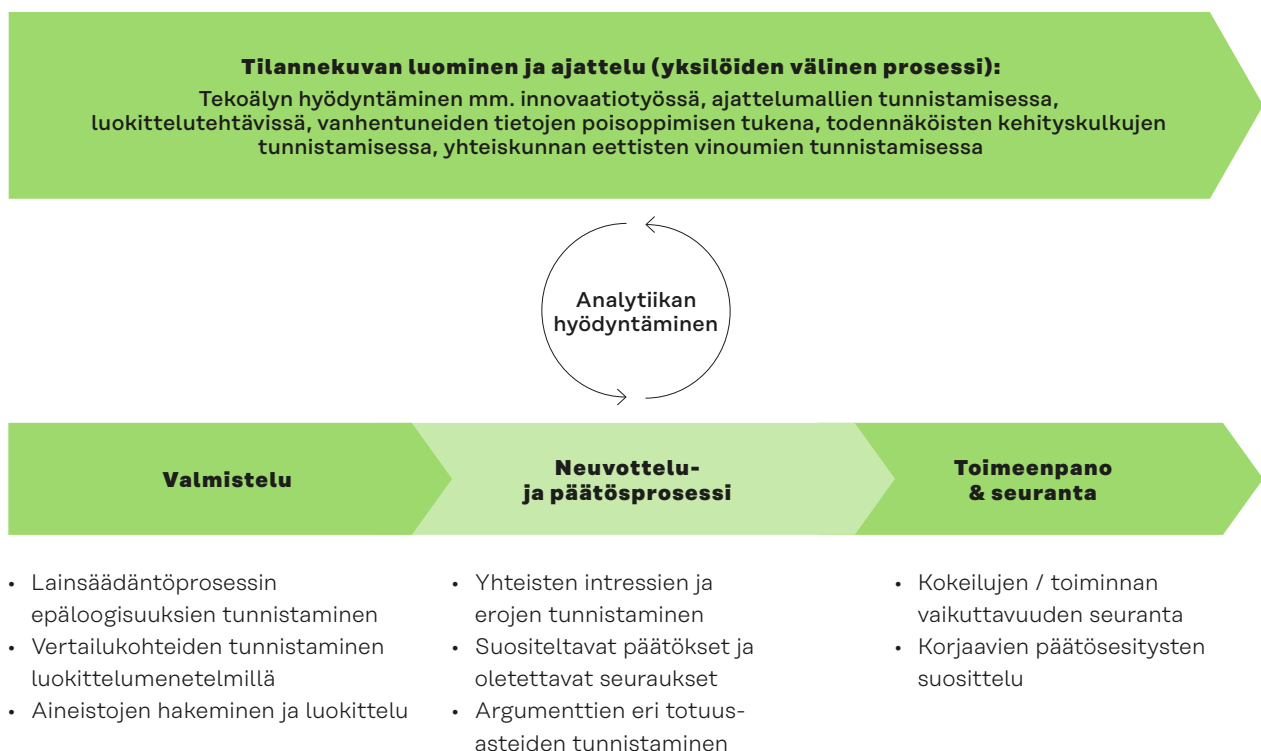 Tilannekuvan luominen ja ajattelu (yksilöiden välinen prosessi):
Tekoälyn hyödyntäminen mm. innovaatiotyössä, ajattelumallien tunnistamisessa,
luokittelutehtävissä, vanhentuneiden tietojen poisoppimisen tukena, todennäköisten kehityskulkujen
tunnistamisessa, yhteiskunnan eettisten vinoumien tunnistamisessa
Analytiikan
hyödyntäminen
Valmistelu
Neuvottelu-
ja päätösprosessi
Toimeenpano
& seuranta
• Lainsäädäntöprosessin
epäloogisuuksien tunnistaminen
• Vertailukohteiden tunnistaminen
luokittelumenetelmillä
• Aineistojen hakeminen ja luokittelu
• Yhteisten intressien ja
erojen tunnistaminen
• Suositeltavat päätökset ja
oletettavat seuraukset
• Argumenttien eri totuus-
asteiden tunnistaminen
• Kokeilujen / toiminnan
vaikuttavuuden seuranta
• Korjaavien päätösesitysten
suosittelu